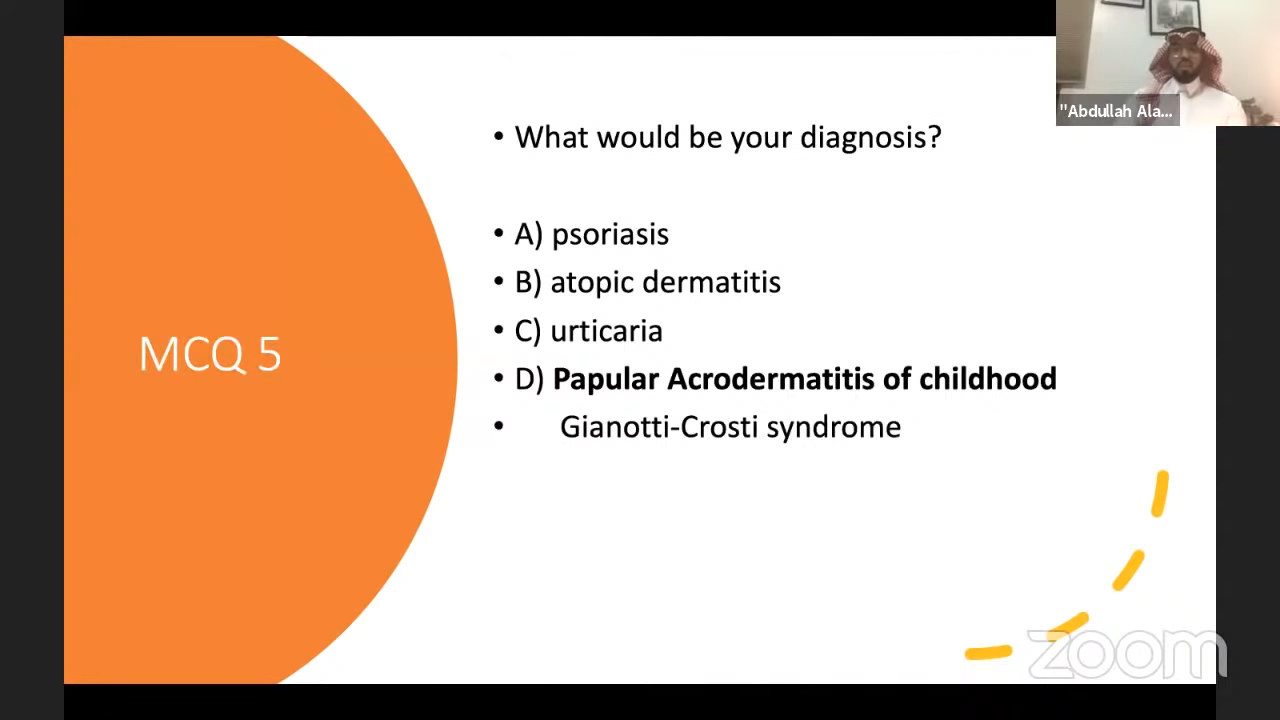 "Abdullah Ala...
• What would be your diagnosis?
• A) psoriasis
• B) atopic dermatitis
• C) urticaria
• D) Papular Acrodermatitis of childhood
• Gianotti-Crosti syndrome
MCQ 5
zoom